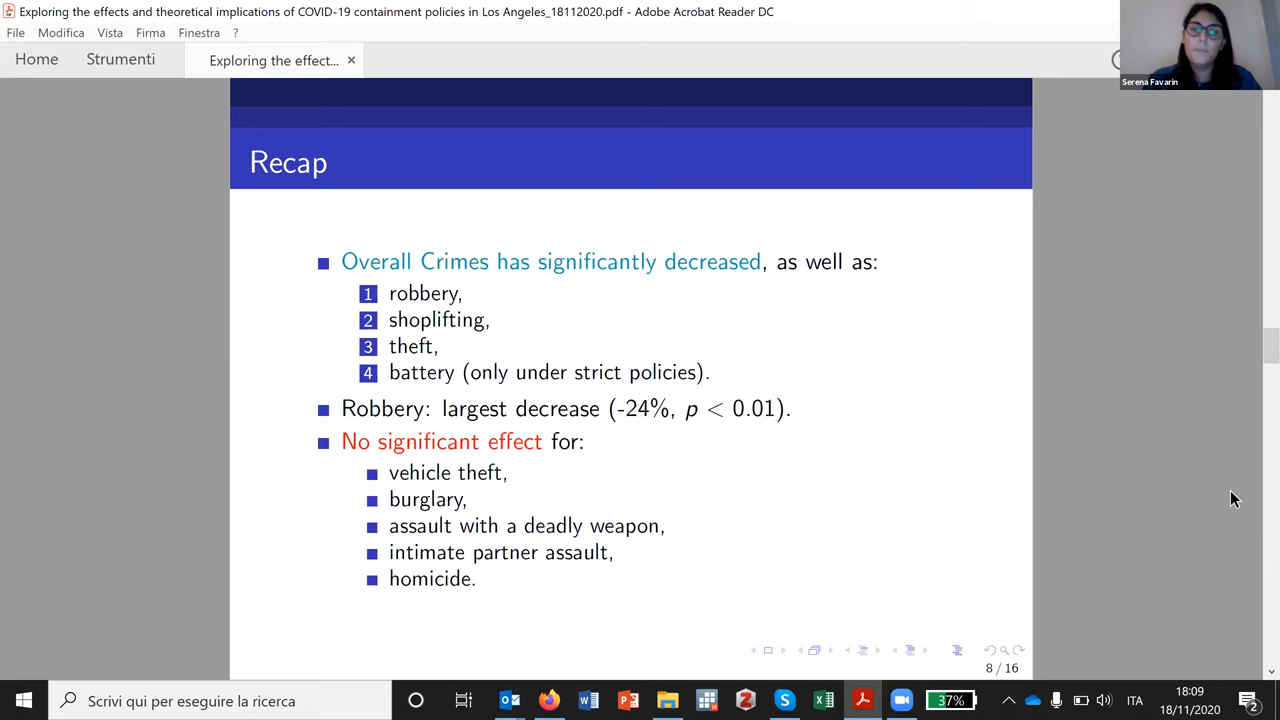 Exploring the effects and theoretical implications of COVID-19 containment policies in Los Angeles_18112020.pdf - Adobe Acrobat Reader DC
File Modifica Vista Firma Finestra ?
Home Strumenti Exploring the effect... ×
Serena Favarin
Recap
Overall Crimes has significantly decreased, as well as:
1 robbery,
2 shoplifting,
3 theft,
4 battery (only under strict policies).
Robbery: largest decrease (-24%, p < 0.01).
No significant effect for:
vehicle theft,
burglary,
assault with a deadly weapon,
intimate partner assault,
homicide.
8 / 16
Scrivi qui per eseguire la ricerca
37%
ITA
18:09
18/11/2020
2